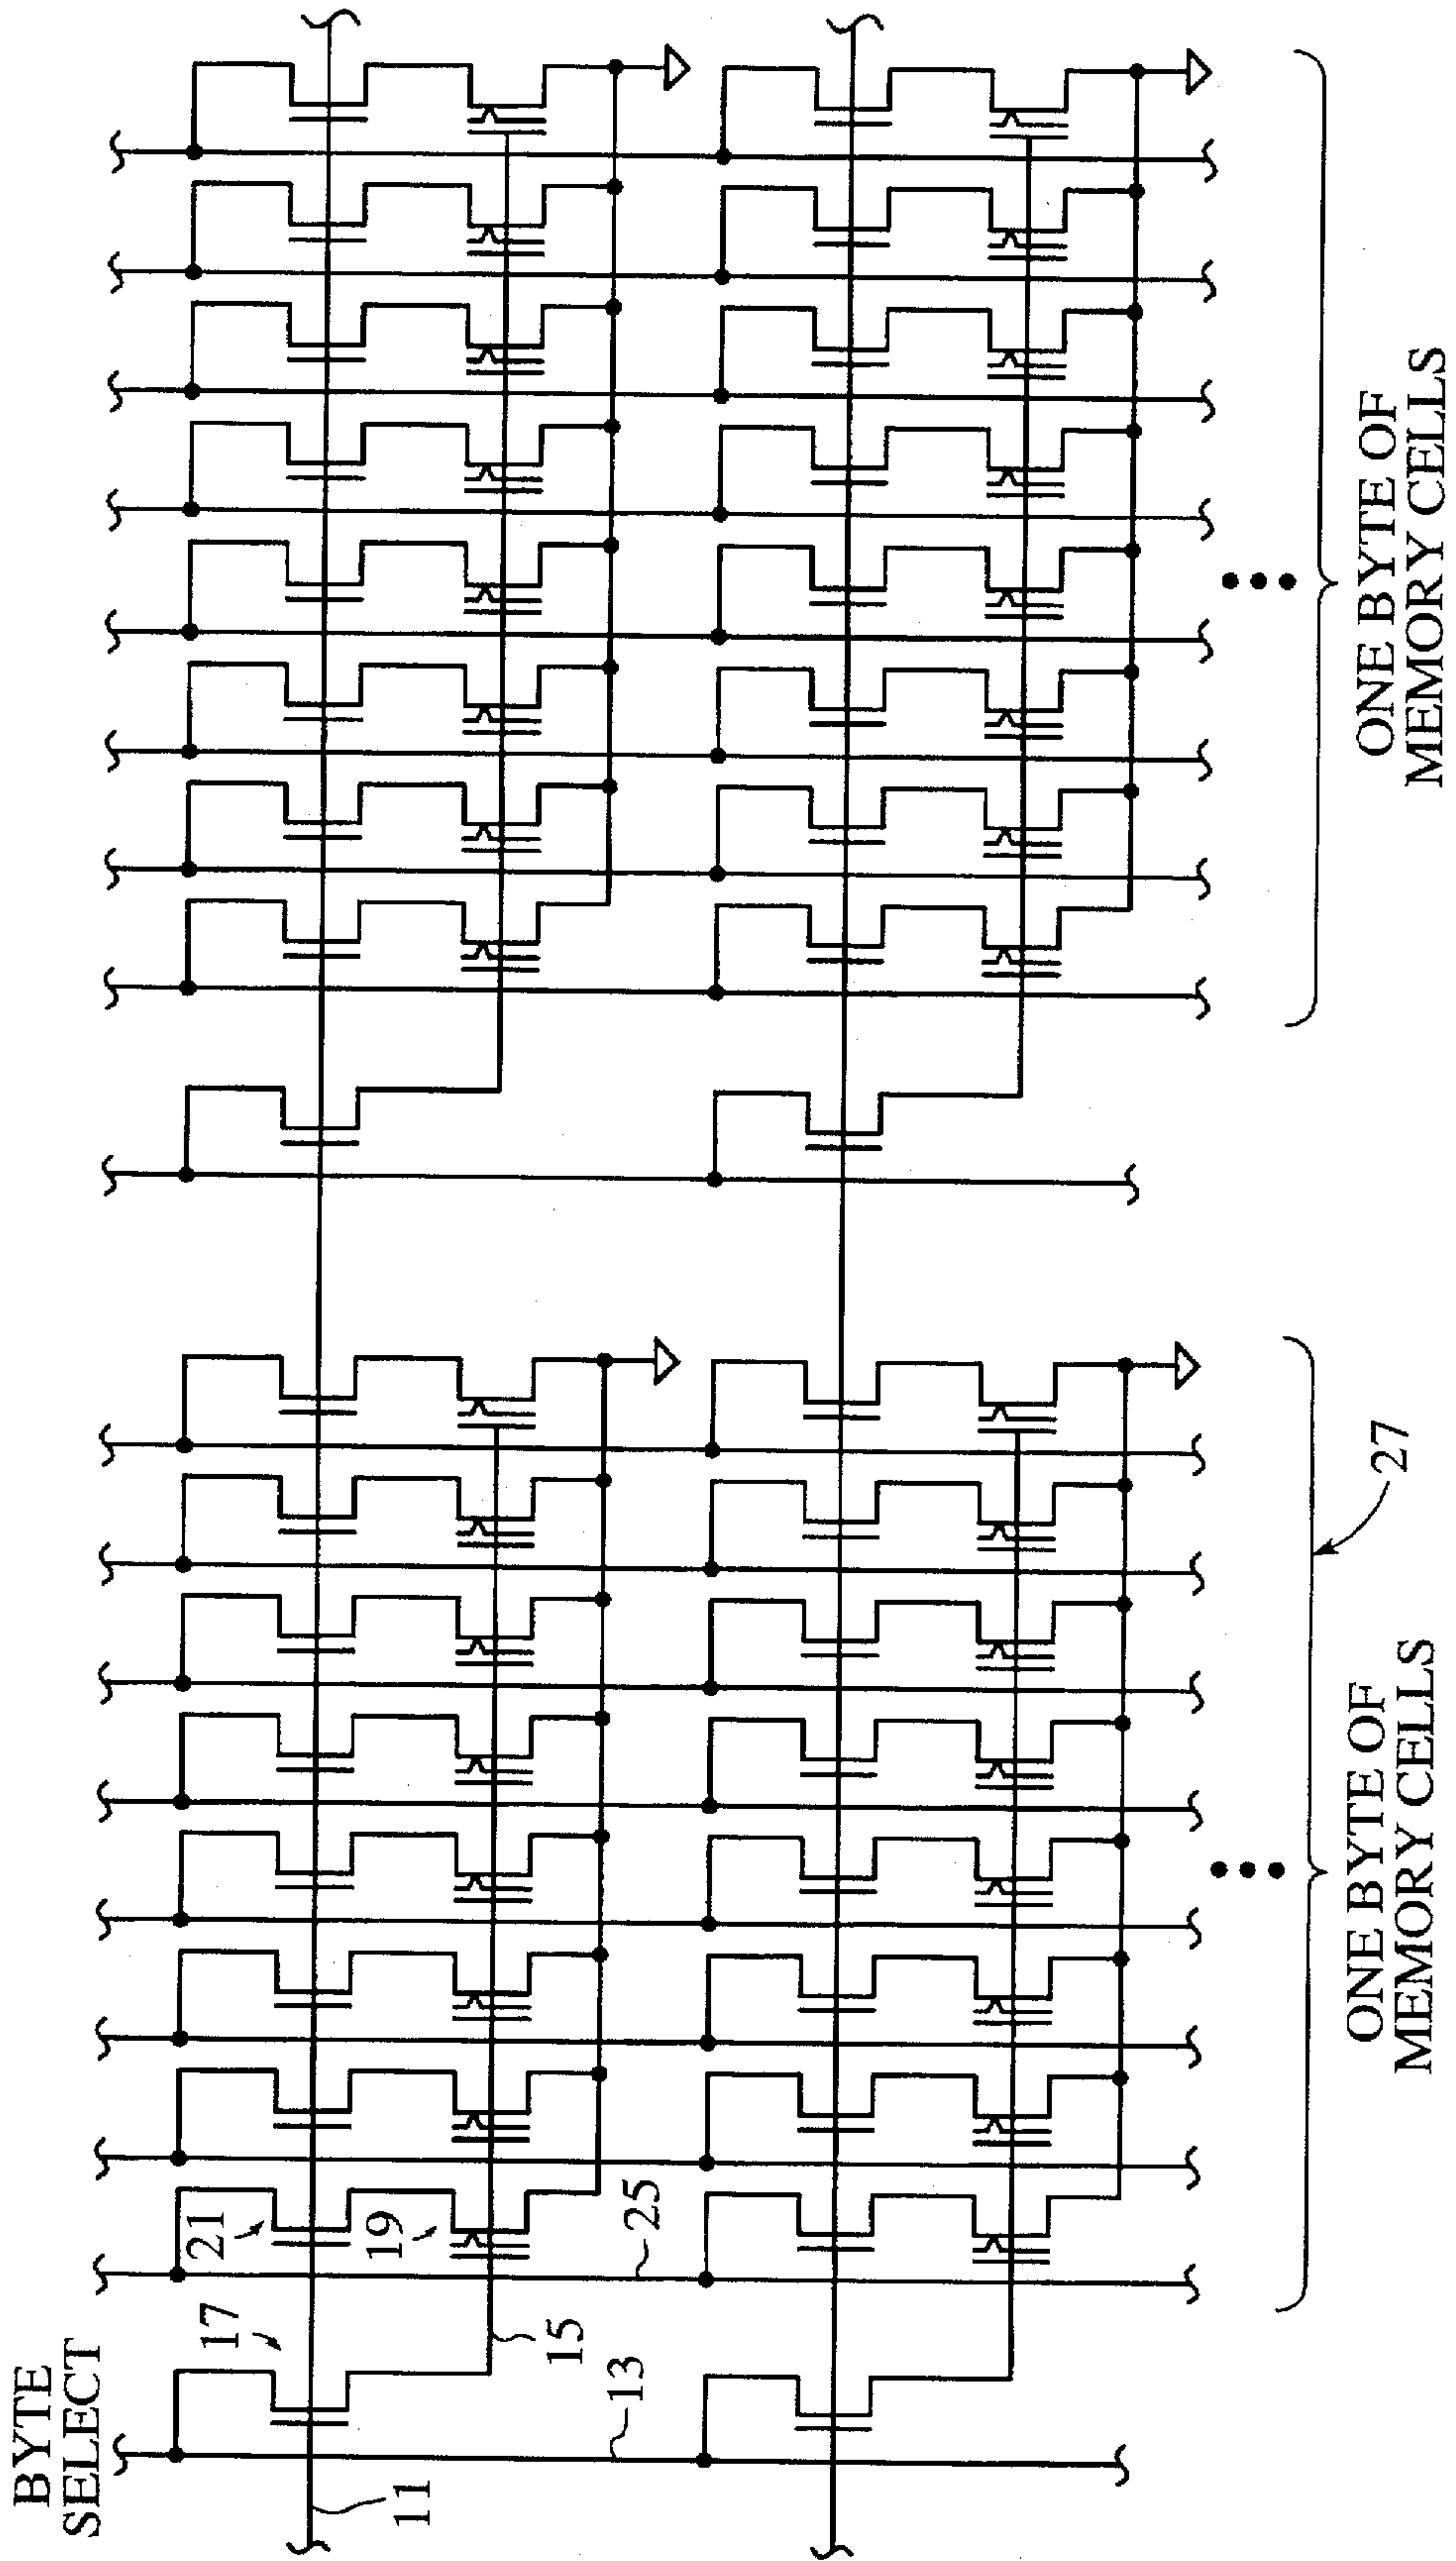 BYTE
SELECT
11
13
15
17
21
19
25
ONE BYTE OF
MEMORY CELLS
27
ONE BYTE OF
MEMORY CELLS